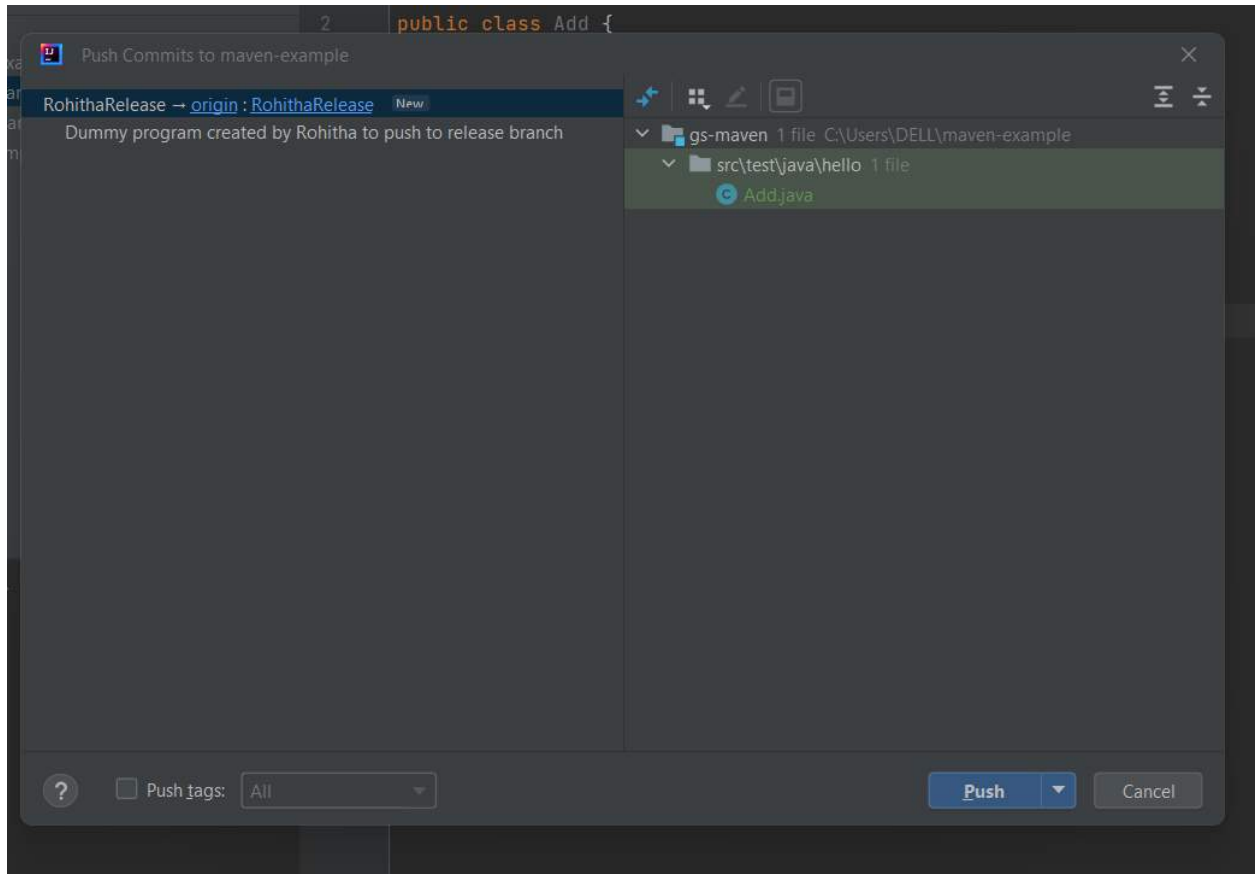 2 public class Add {
Push Commits to maven-example
RohithaRelease → origin : RohithaRelease New
Dummy program created by Rohitha to push to release branch
gs-maven 1 file C:\Users\DELL\maven-example
src\test\java\hello 1 file
C Add.java
? Push tags: All
Push Cancel